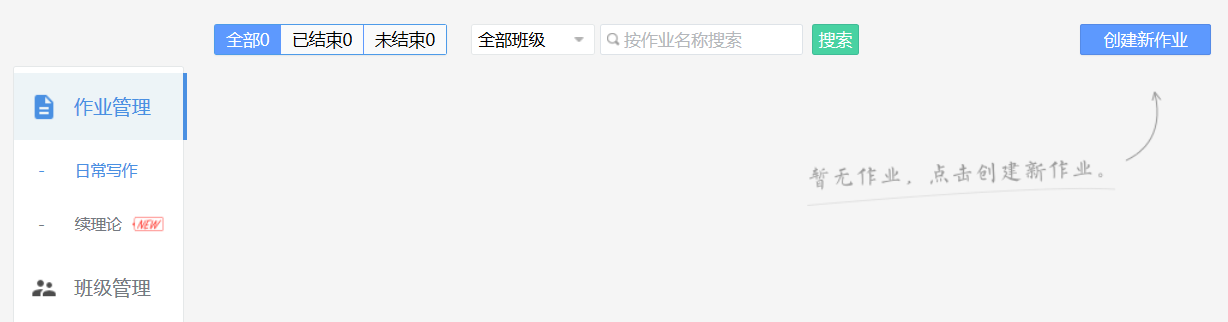 全部0 已结束0 未结束0 全部班级 按作业名称搜索 搜索 创建新作业
作业管理
- 日常写作
- 续理论 NEW
班级管理
暂无作业，点击创建新作业。